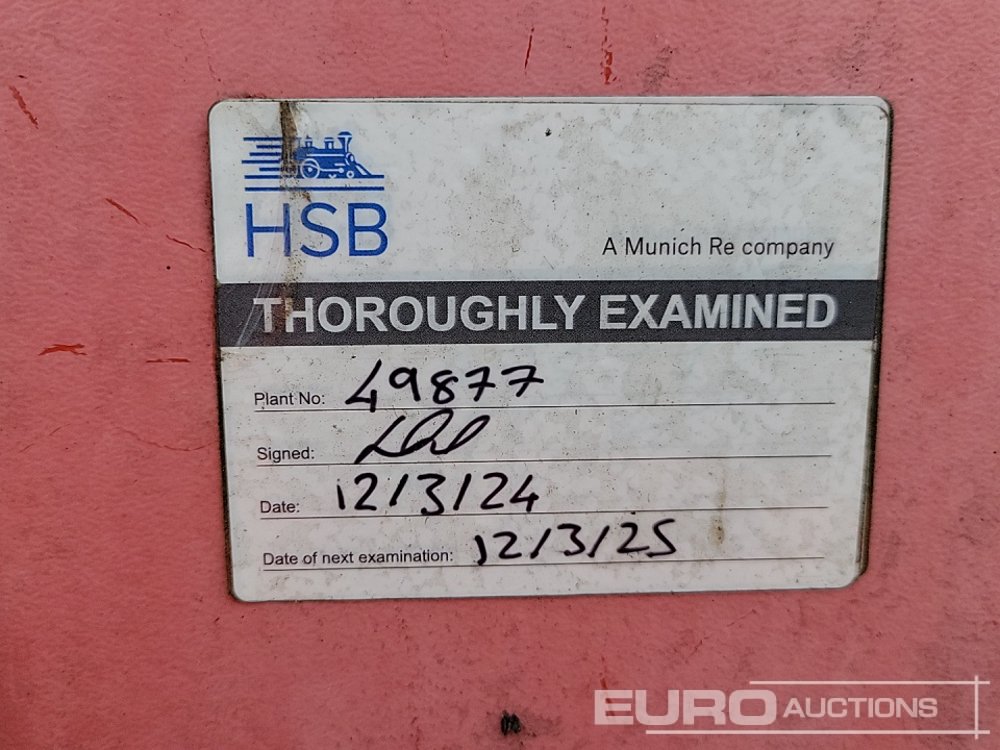 HSB
A Munich Re company
THOROUGHLY EXAMINED
Plant No: 49877
Signed:
Date: 12/3/24
Date of next examination: 12/3/25
EURO AUCTIONS